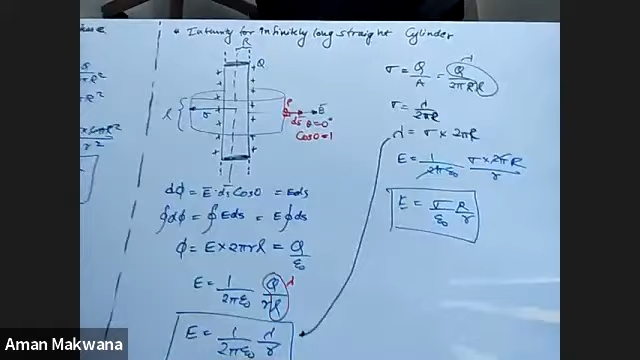 * Intensity for infinitely long straight Cylinder
R
Q
l
r
P
E
ds θ=0°
Cosθ=1
dϕ = E·ds Cosθ = Eds
∮dϕ = ∮Eds = E∮ds
ϕ = E×2πrl = Q/ε₀
E = 1/2πε₀ Q/rl λ
E = 1/2πε₀ λ/r
σ = Q/A = Q/2πRl λ
σ = λ/2πR
λ = σ × 2πR
E = 1/2πε₀ σ×2πR/r
E = σ/ε₀ R/r
Aman Makwana